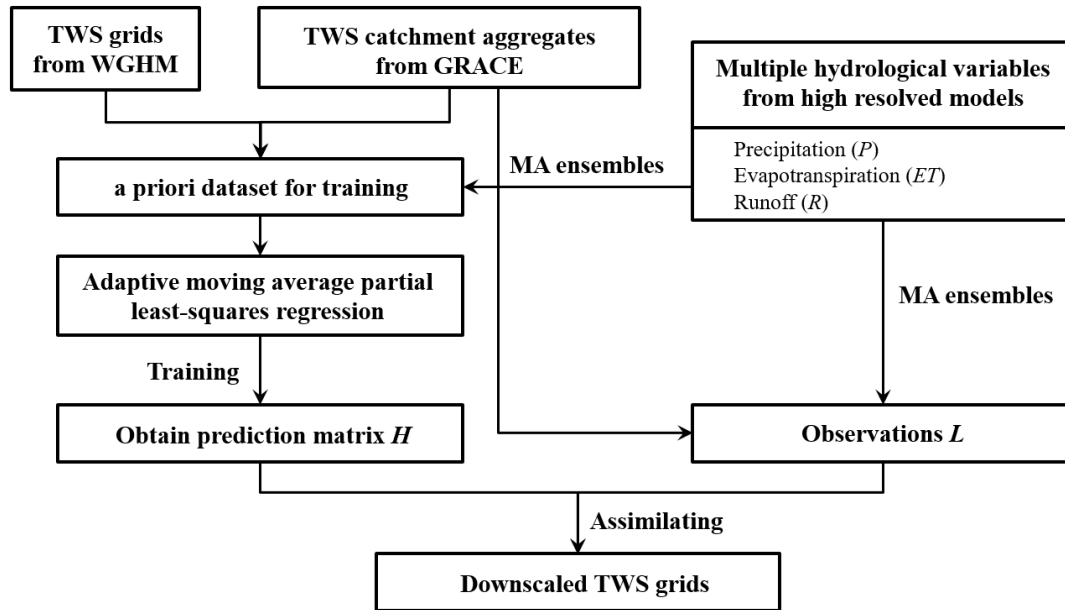 TWS grids
from WGHM
TWS catchment aggregates
from GRACE
Multiple hydrological variables
from high resolved models
Precipitation (P)
Evapotranspiration (ET)
Runoff (R)
MA ensembles
a priori dataset for training
Adaptive moving average partial
least-squares regression
MA ensembles
Training
Obtain prediction matrix H
Observations L
Assimilating
Downscaled TWS grids